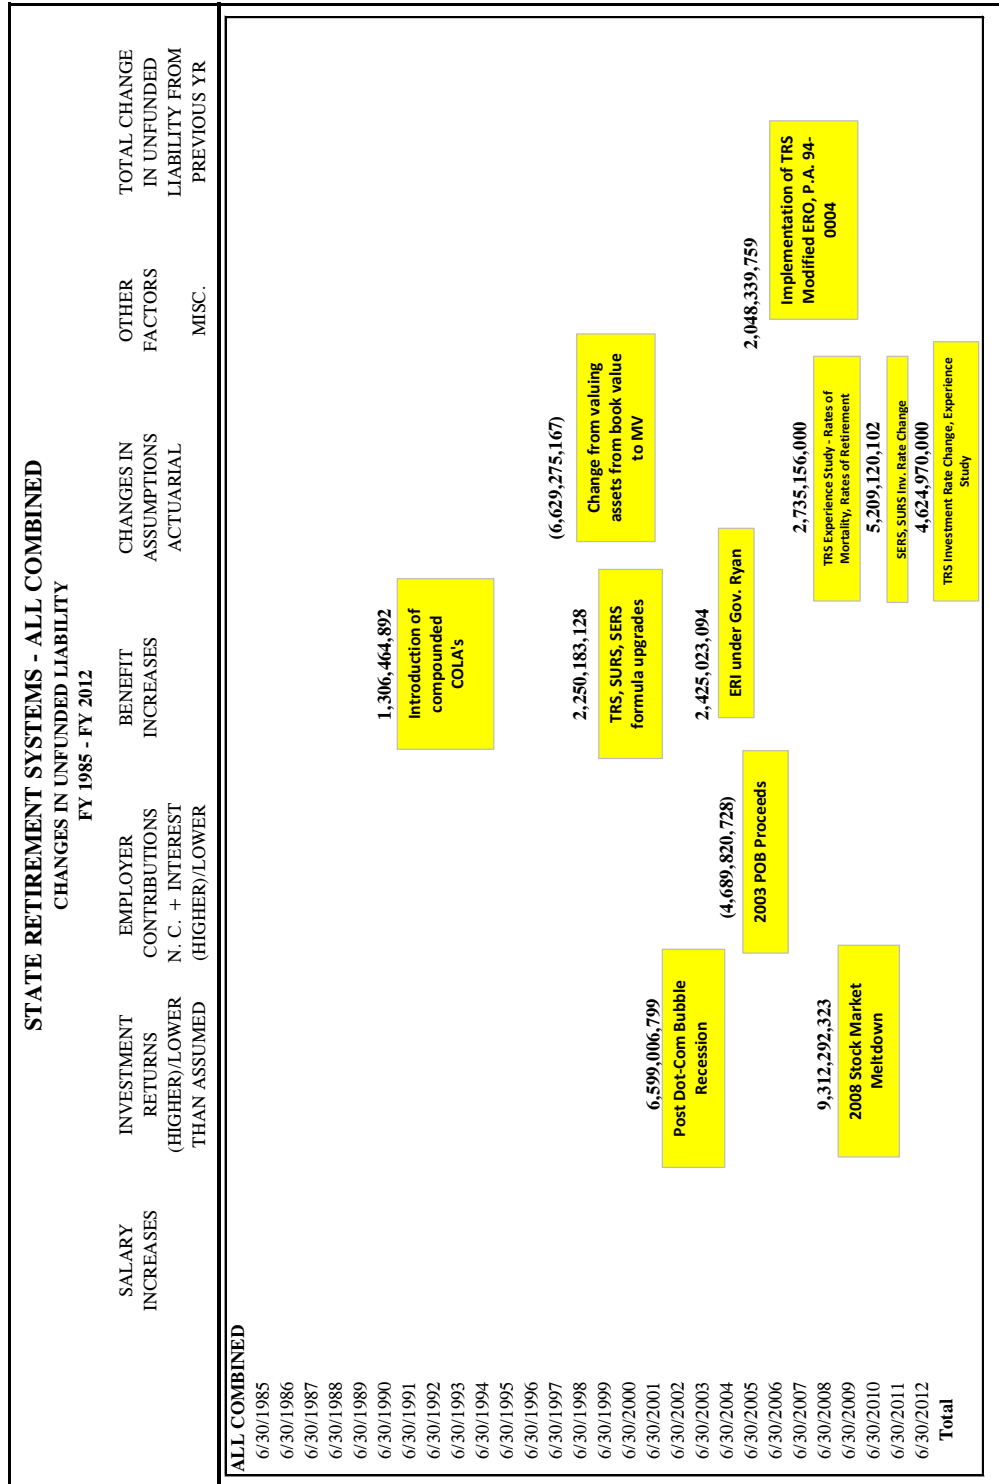 STATE RETIREMENT SYSTEMS - ALL COMBINED
CHANGES IN UNFUNDED LIABILITY
FY 1985 - FY 2012
SALARY
INCREASES
INVESTMENT
RETURNS
(HIGHER)/LOWER
THAN ASSUMED
EMPLOYER
CONTRIBUTIONS
N. C. + INTEREST
(HIGHER)/LOWER
BENEFIT
INCREASES
CHANGES IN
ASSUMPTIONS
ACTUARIAL
OTHER
FACTORS
MISC.
TOTAL CHANGE
IN UNFUNDED
LIABILITY FROM
PREVIOUS YR
ALL COMBINED
6/30/1985
6/30/1986
6/30/1987
6/30/1988
6/30/1989
6/30/1990 1,306,464,892
6/30/1991
6/30/1992
6/30/1993
6/30/1994
Introduction of
compounded
COLA's
6/30/1995
6/30/1996
6/30/1997 (6,629,275,167)
6/30/1998 2,250,183,128
6/30/1999
6/30/2000
Change from valuing
assets from book value
to MV
TRS, SURS, SERS
formula upgrades
6/30/2001 6,599,006,799
6/30/2002
6/30/2003 2,425,023,094
Post Dot-Com Bubble
Recession
6/30/2004 (4,689,820,728)
ERI under Gov. Ryan
6/30/2005 2,048,339,759
2003 POB Proceeds
6/30/2006
6/30/2007 2,735,156,000
Implementation of TRS
Modified ERO, P.A. 94-
0004
6/30/2008 9,312,292,323
TRS Experience Study - Rates of
Mortality, Rates of Retirement
6/30/2009
6/30/2010 5,209,120,102
2008 Stock Market
Meltdown
6/30/2011
SERS, SURS Inv. Rate Change
6/30/2012 4,624,970,000
Total
TRS Investment Rate Change, Experience
Study